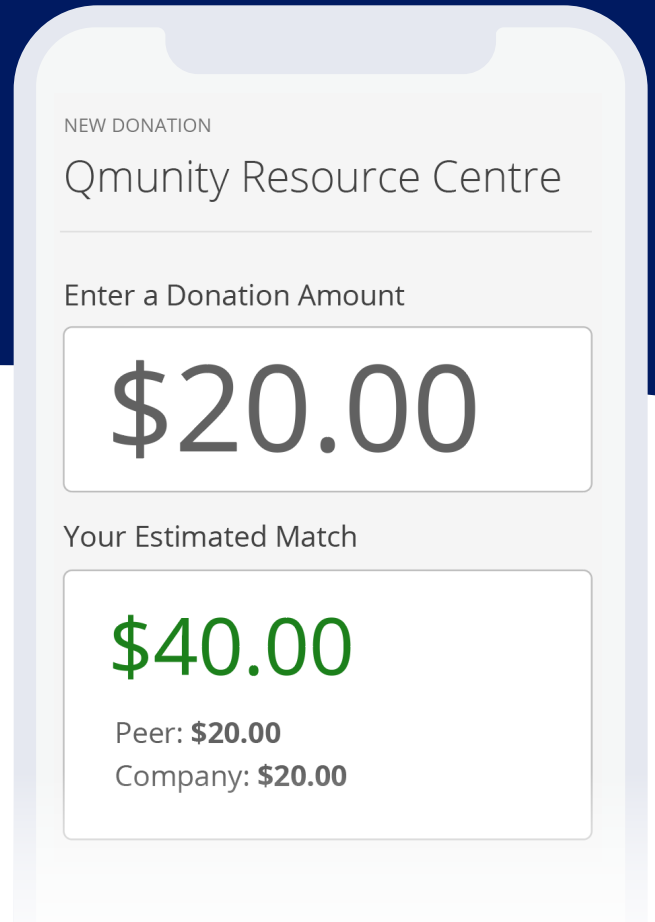 NEW DONATION
Qmunity Resource Centre
Enter a Donation Amount
$20.00
Your Estimated Match
$40.00
Peer: $20.00
Company: $20.00